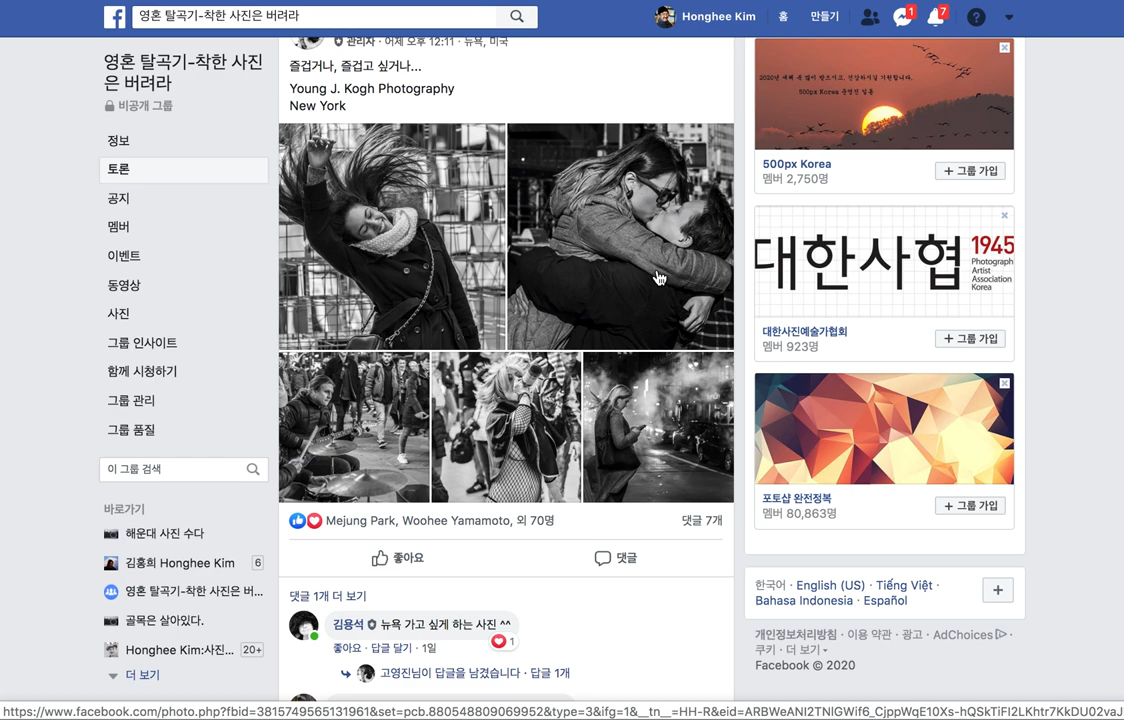 영혼 탈곡기-착한 사진은 버려라
Honghee Kim
홈
만들기
1
7
영혼 탈곡기-착한 사진
은 버려라
비공개 그룹
정보
토론
공지
멤버
이벤트
동영상
사진
그룹 인사이트
함께 시청하기
그룹 관리
그룹 품질
이 그룹 검색
바로가기
해운대 사진 수다
김홍희 Honghee Kim 6
영혼 탈곡기-착한 사진은 버...
골목은 살아있다.
Honghee Kim:사진... 20+
더 보기
관리자 · 어제 오후 12:11 · 뉴욕, 미국
즐겁거나, 즐겁고 싶거나...
Young J. Kogh Photography
New York
Mejung Park, Woohee Yamamoto, 외 70명
댓글 7개
좋아요
댓글
댓글 1개 더 보기
김용석 뉴욕 가고 싶게 하는 사진 ^^
1
좋아요 · 답글 달기 · 1일
고영진님이 답글을 남겼습니다 · 답글 1개
500px Korea 운영진 일동
500px Korea
멤버 2,750명
+ 그룹 가입
대한사협
1945
Photograph
Artist
Association
Korea
대한사진예술가협회
멤버 923명
+ 그룹 가입
포토샵 완전정복
멤버 80,863명
+ 그룹 가입
한국어 · English (US) · Tiếng Việt ·
Bahasa Indonesia · Español
개인정보처리방침 · 이용 약관 · 광고 · AdChoices ·
쿠키 · 더 보기
Facebook © 2020
https://www.facebook.com/photo.php?fbid=3815749565131961&set=pcb.880548809069952&type=3&ifg=1&__tn__=HH-R&eid=ARBWeANI2TNlGWif6_CjppWqE10Xs-hQSkTiFI2LKhtr7KkDU02vaJ